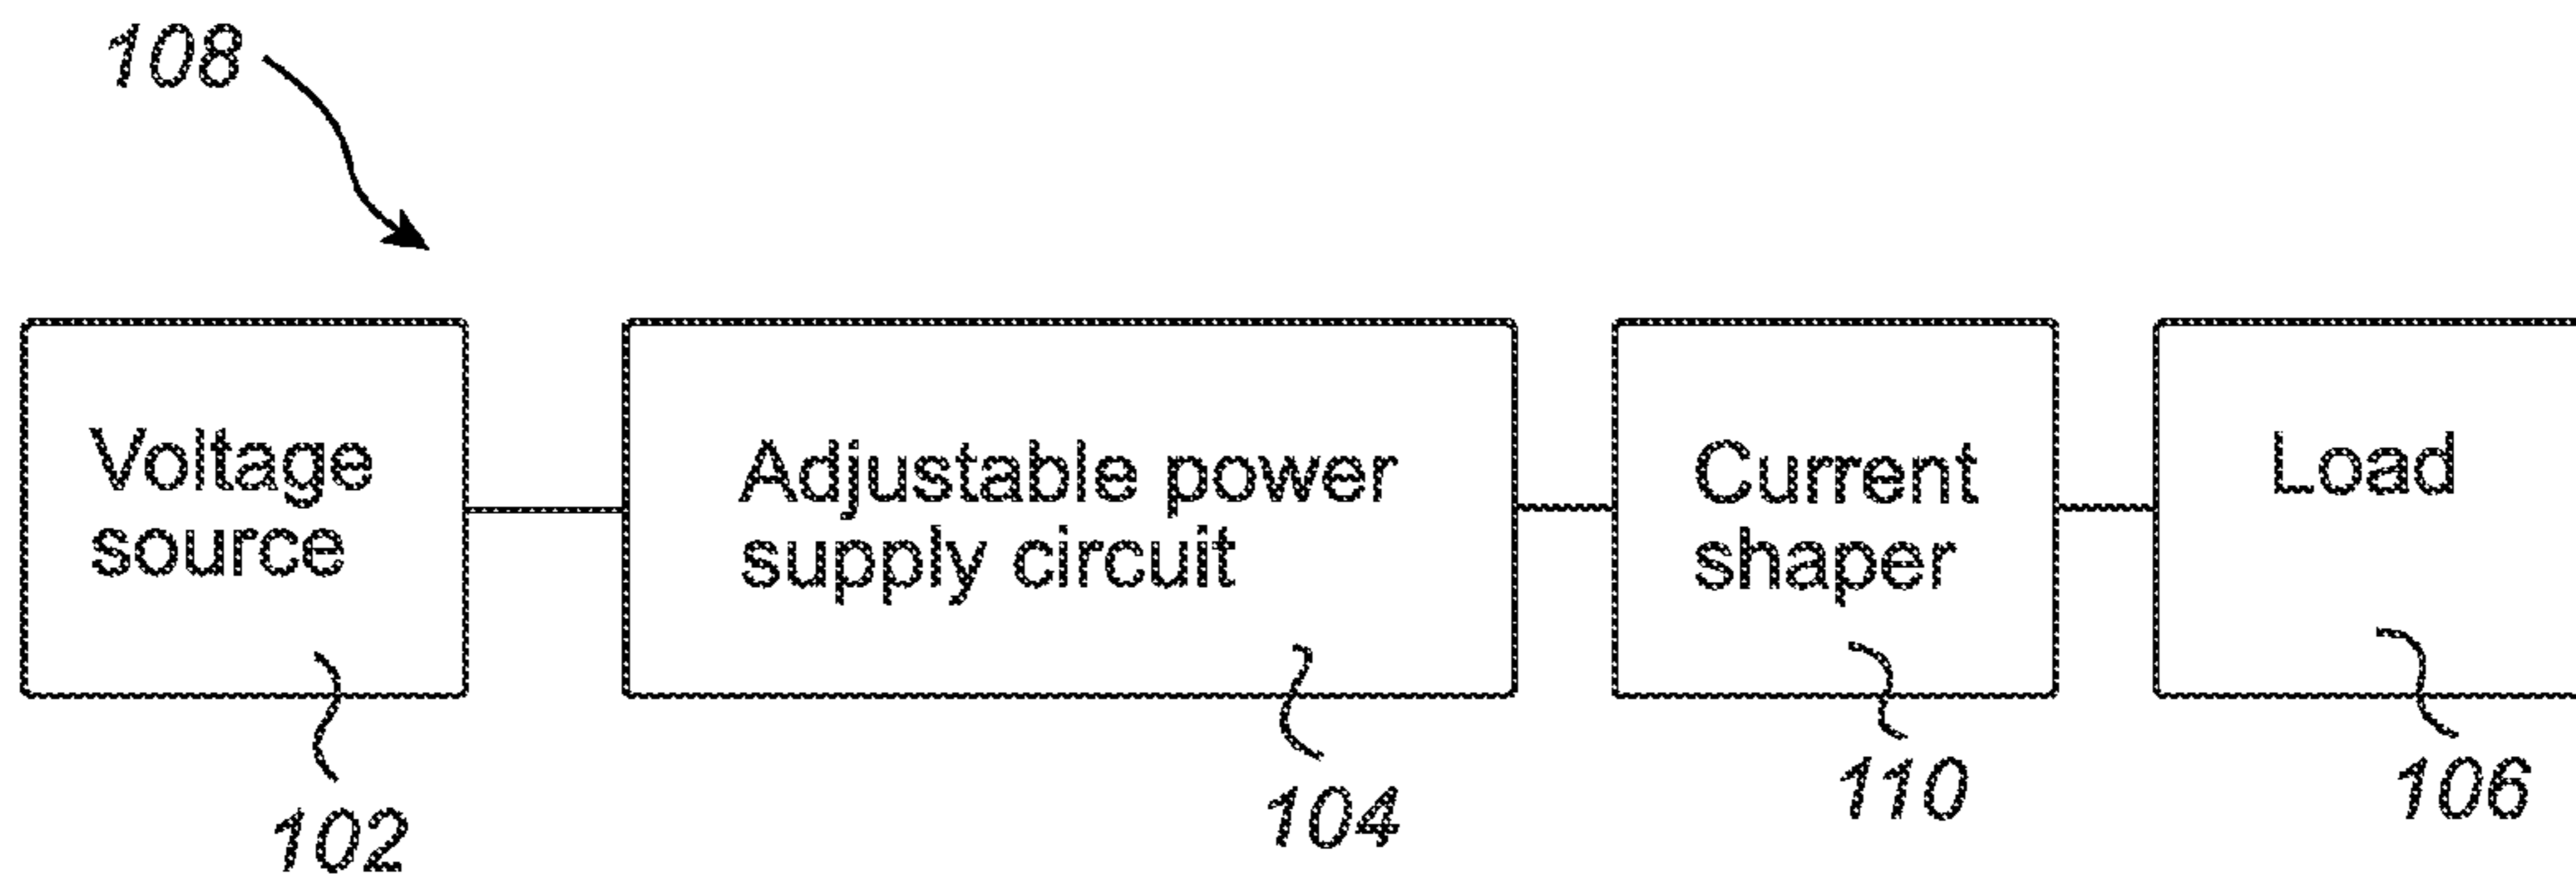 108
Voltage
source
Adjustable power
supply circuit
Current
shaper
Load
102
104
110
106